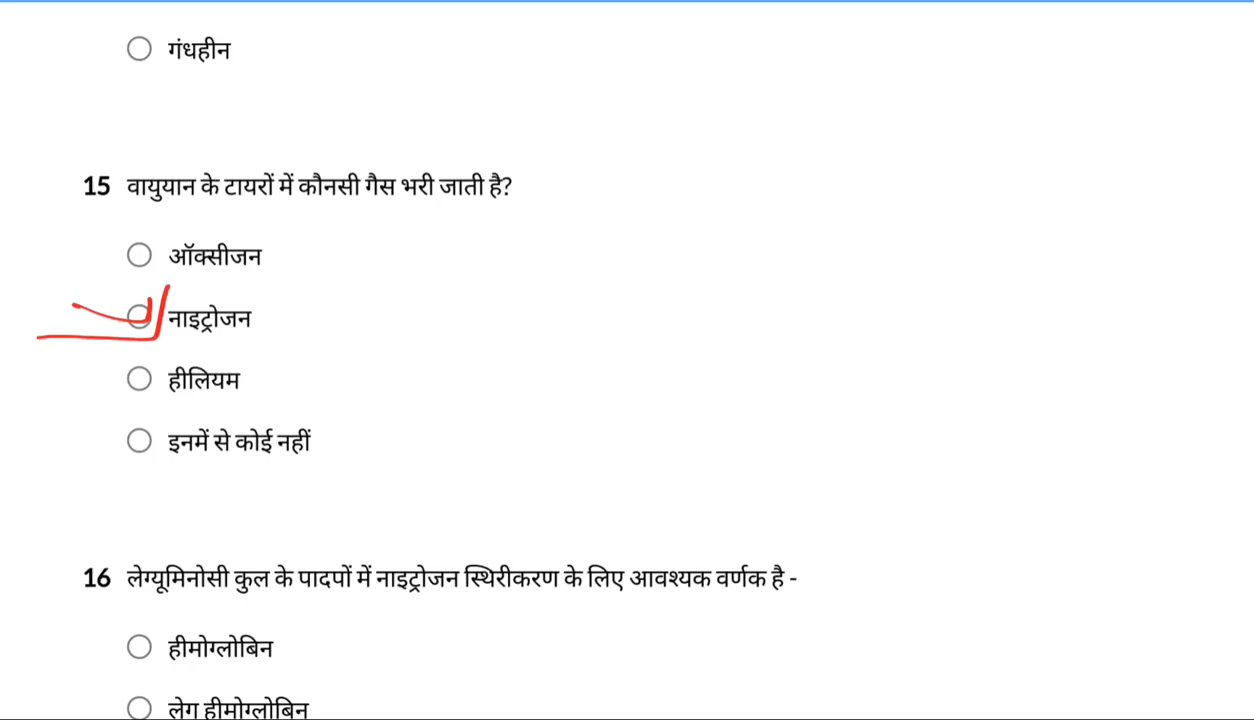 गंधहीन
15 वायुयान के टायरों में कौनसी गैस भरी जाती है?
ऑक्सीजन
नाइट्रोजन
हीलियम
इनमें से कोई नहीं
16 लेग्यूमिनोसी कुल के पादपों में नाइट्रोजन स्थिरीकरण के लिए आवश्यक वर्णक है -
हीमोग्लोबिन
लेग हीमोग्लोबिन